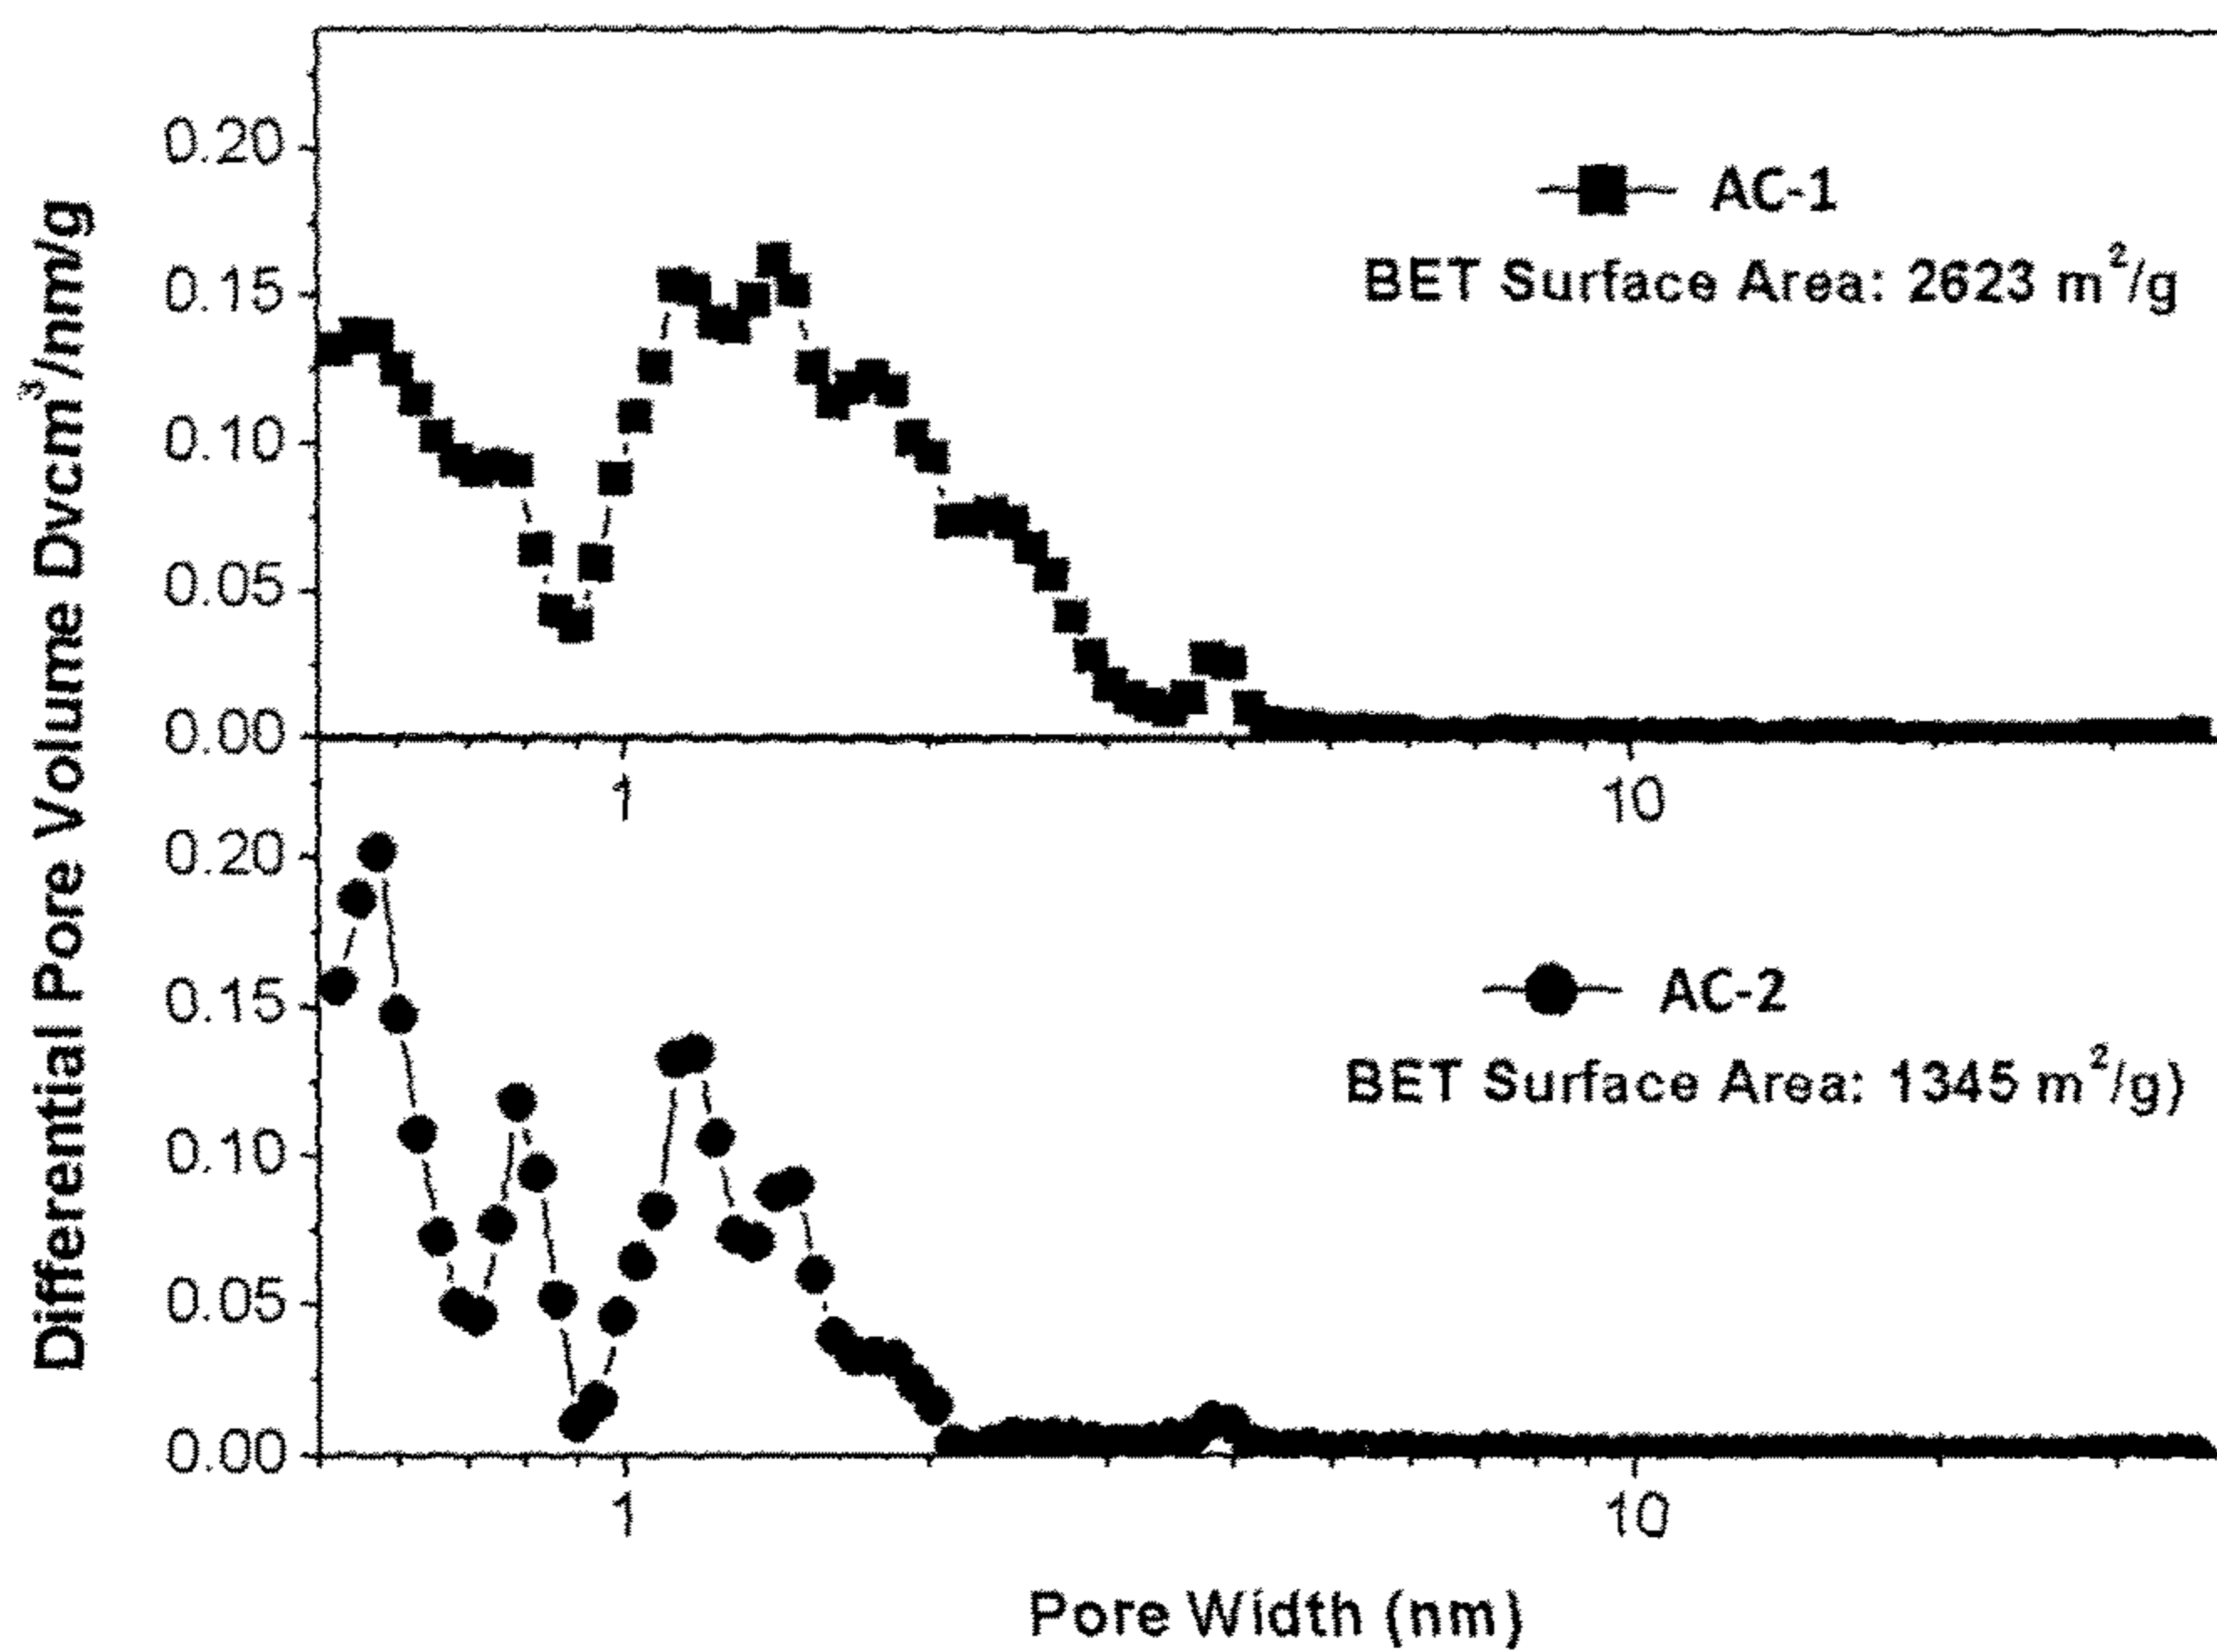 Differential Pore Volume Dvcm³/nm/g
0.20
0.15
0.10
0.05
0.00
AC-1
BET Surface Area: 2623 m²/g
1
10
0.20
0.15
0.10
0.05
0.00
AC-2
BET Surface Area: 1345 m²/g)
1
10
Pore Width (nm)